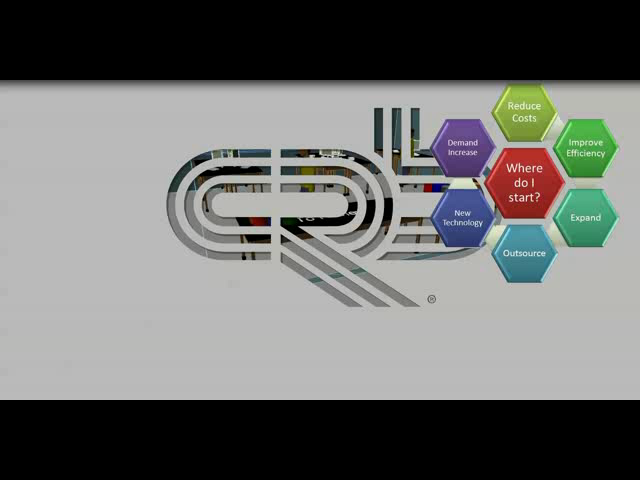 Reduce
Costs
Demand
Increase
Improve
Efficiency
Where
do I
start?
New
Technology
Expand
Outsource
®